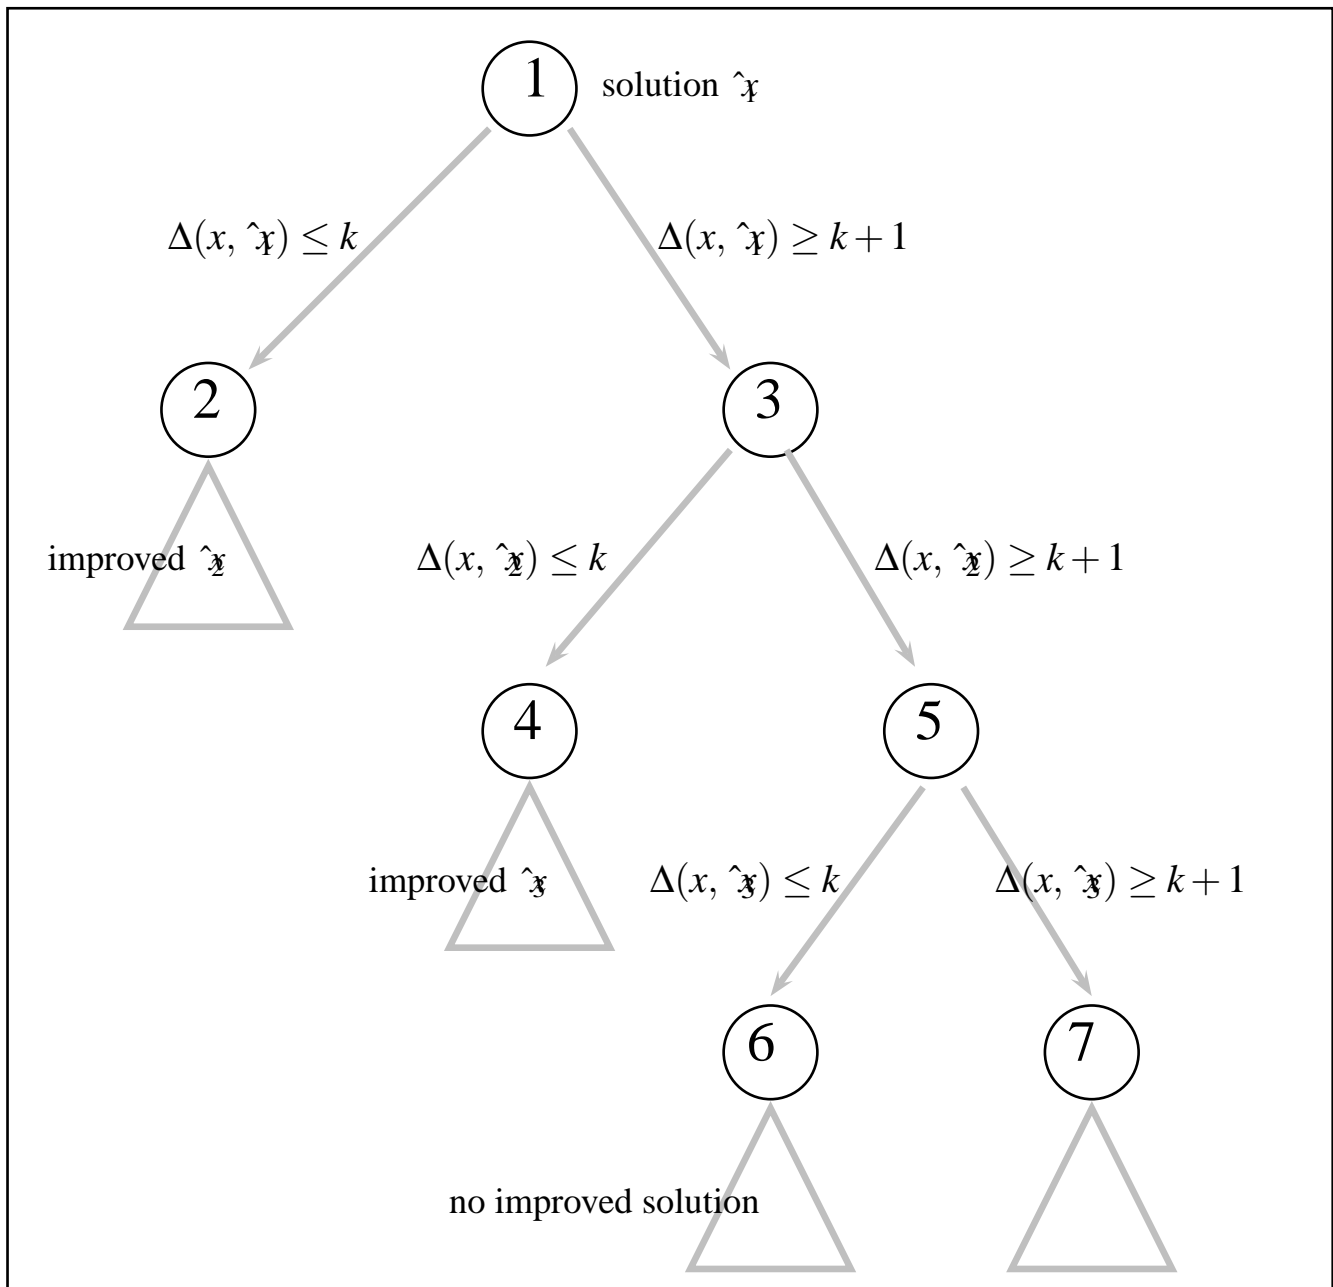 1 solution x̂₁
Δ(x, x̂₁) ≤ k Δ(x, x̂₁) ≥ k + 1
2 3
improved x̂₂ Δ(x, x̂₂) ≤ k Δ(x, x̂₂) ≥ k + 1
4 5
improved x̂₃ Δ(x, x̂₃) ≤ k Δ(x, x̂₃) ≥ k + 1
6 7
no improved solution